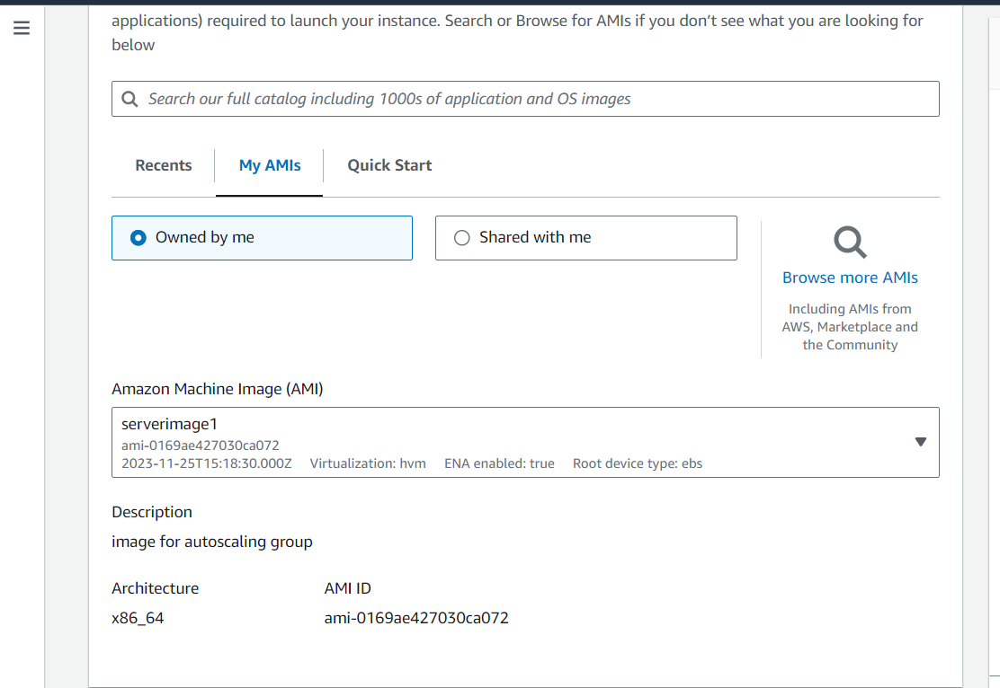 applications) required to launch your instance. Search or Browse for AMIs if you don’t see what you are looking for
below
Search our full catalog including 1000s of application and OS images
Recents
My AMIs
Quick Start
Owned by me
Shared with me
Browse more AMIs
Including AMIs from
AWS, Marketplace and
the Community
Amazon Machine Image (AMI)
serverimage1
ami-0169ae427030ca072
2023-11-25T15:18:30.000Z Virtualization: hvm ENA enabled: true Root device type: ebs
Description
image for autoscaling group
Architecture AMI ID
x86_64 ami-0169ae427030ca072